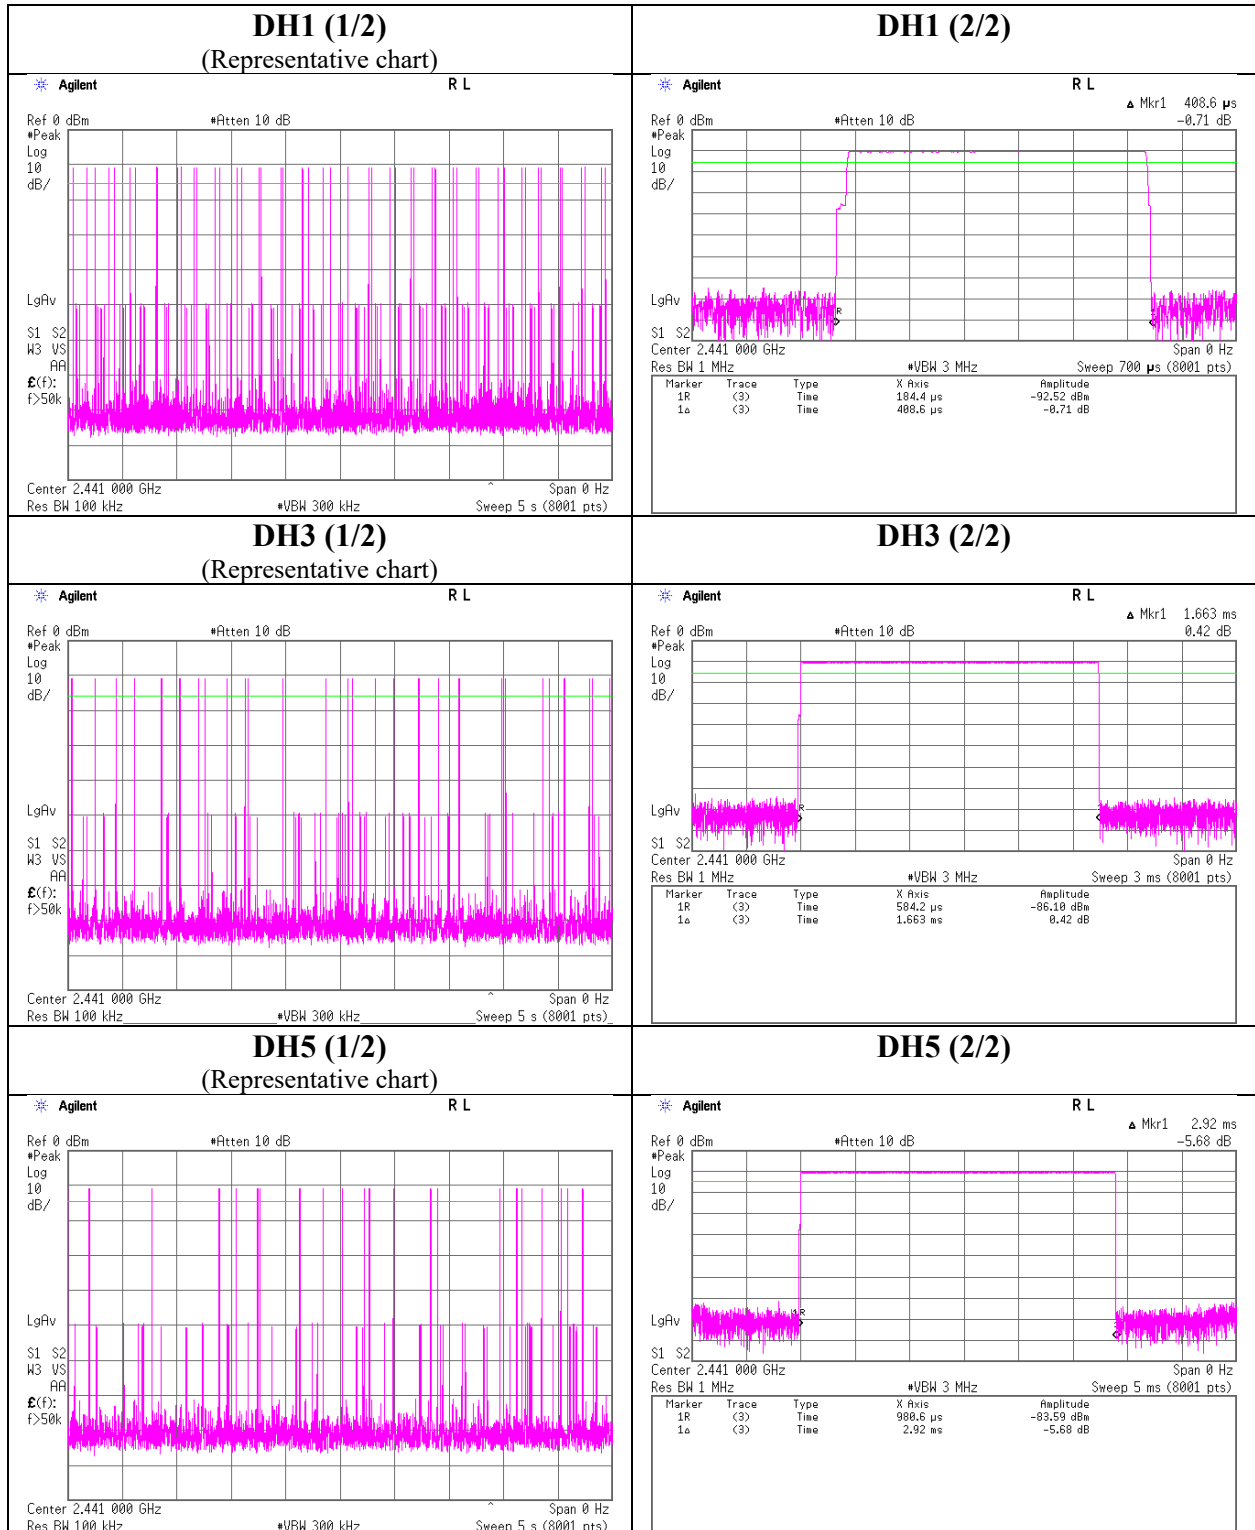 DH1 (1/2)
(Representative chart)
DH1 (2/2)
Agilent R L
Ref 0 dBm #Atten 10 dB
#Peak
Log
10
dB/
LgAv
S1 S2
W3 VS
AA
£(f):
f>50k
Center 2.441 000 GHz ^ Span 0 Hz
Res BW 100 kHz #VBW 300 kHz Sweep 5 s (8001 pts)
Agilent R L
Δ Mkr1 408.6 µs
Ref 0 dBm #Atten 10 dB -0.71 dB
#Peak
Log
10
dB/
LgAv
R
S1 S2
Center 2.441 000 GHz Span 0 Hz
Res BW 1 MHz #VBW 3 MHz Sweep 700 µs (8001 pts)
Marker Trace Type X Axis Amplitude
1R (3) Time 184.4 µs -92.52 dBm
1Δ (3) Time 408.6 µs -0.71 dB
DH3 (1/2)
(Representative chart)
DH3 (2/2)
Agilent R L
Ref 0 dBm #Atten 10 dB
#Peak
Log
10
dB/
LgAv
S1 S2
W3 VS
AA
£(f):
f>50k
Center 2.441 000 GHz ^ Span 0 Hz
Res BW 100 kHz #VBW 300 kHz Sweep 5 s (8001 pts)
Agilent R L
Δ Mkr1 1.663 ms
Ref 0 dBm #Atten 10 dB 0.42 dB
#Peak
Log
10
dB/
LgAv
R
S1 S2
Center 2.441 000 GHz Span 0 Hz
Res BW 1 MHz #VBW 3 MHz Sweep 3 ms (8001 pts)
Marker Trace Type X Axis Amplitude
1R (3) Time 584.2 µs -86.10 dBm
1Δ (3) Time 1.663 ms 0.42 dB
DH5 (1/2)
(Representative chart)
DH5 (2/2)
Agilent R L
Ref 0 dBm #Atten 10 dB
#Peak
Log
10
dB/
LgAv
S1 S2
W3 VS
AA
£(f):
f>50k
Center 2.441 000 GHz ^ Span 0 Hz
Res BW 100 kHz #VBW 300 kHz Sweep 5 s (8001 pts)
Agilent R L
Δ Mkr1 2.92 ms
Ref 0 dBm #Atten 10 dB -5.68 dB
#Peak
Log
10
dB/
LgAv
1R
S1 S2
Center 2.441 000 GHz Span 0 Hz
Res BW 1 MHz #VBW 3 MHz Sweep 5 ms (8001 pts)
Marker Trace Type X Axis Amplitude
1R (3) Time 980.6 µs -83.59 dBm
1Δ (3) Time 2.92 ms -5.68 dB